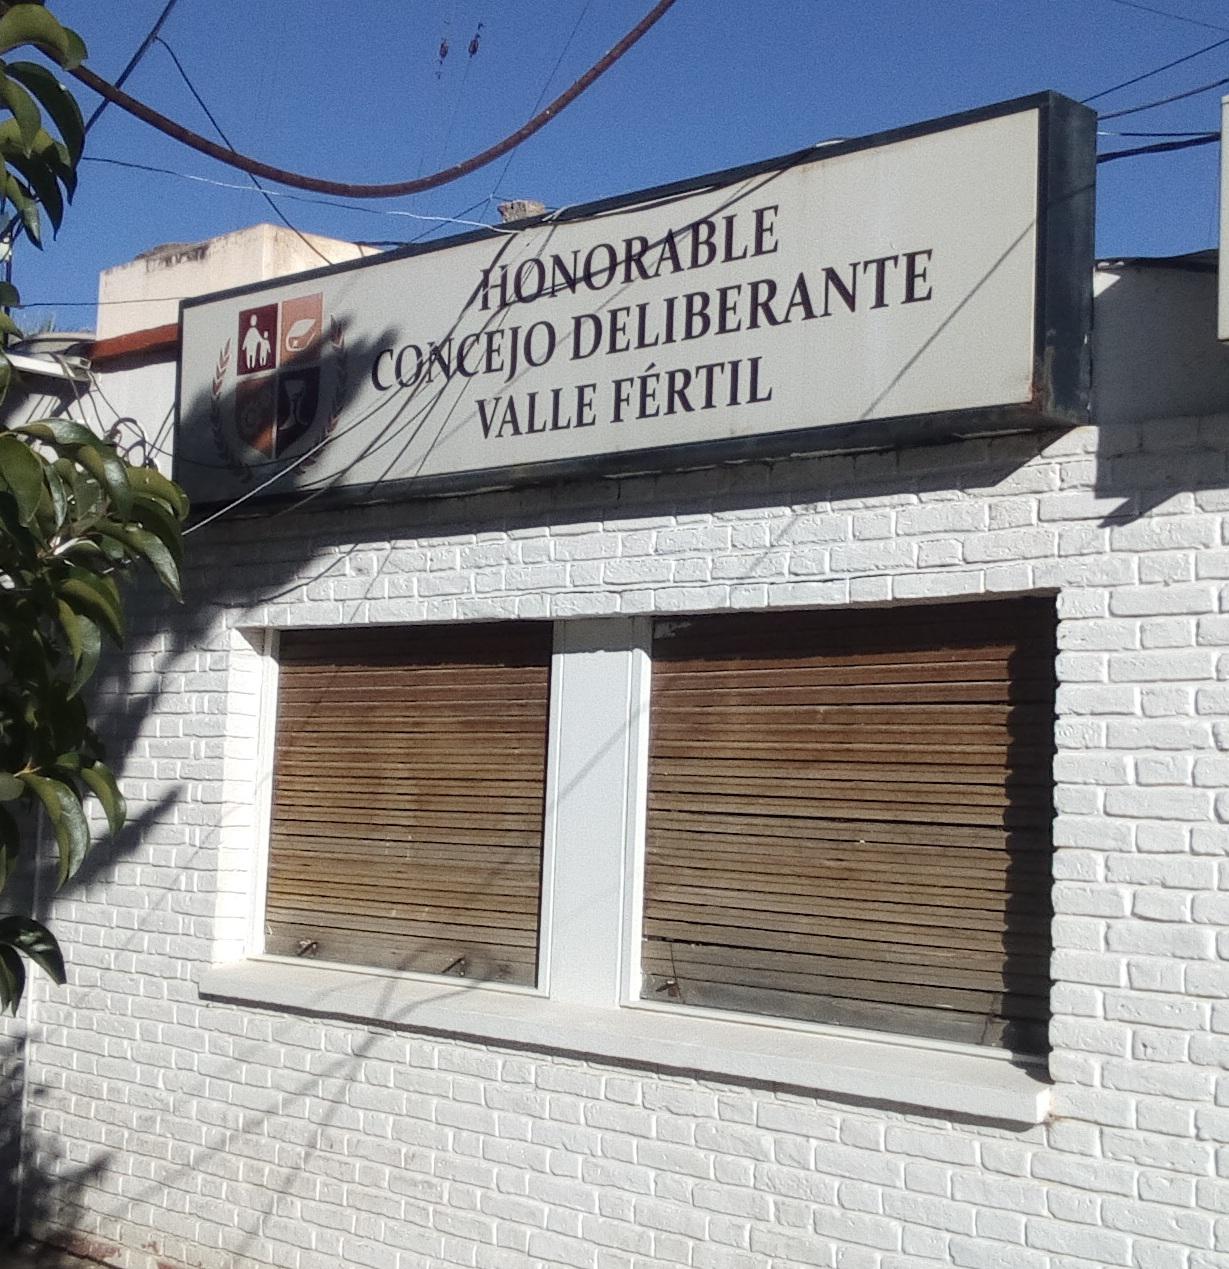 HONORABLE
CONCEJO DELIBERANTE
VALLE FÉRTIL